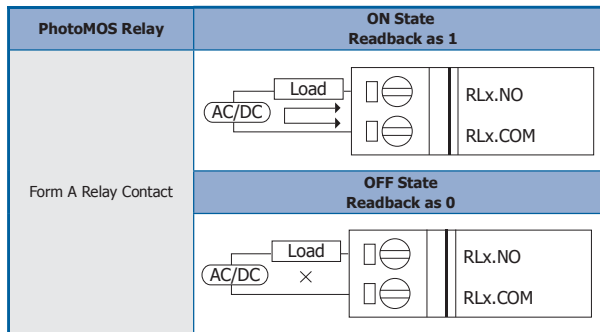 PhotoMOS Relay
ON State
Readback as 1
Form A Relay Contact
Load
AC/DC
RLx.NO
RLx.COM
OFF State
Readback as 0
Load
AC/DC
×
RLx.NO
RLx.COM